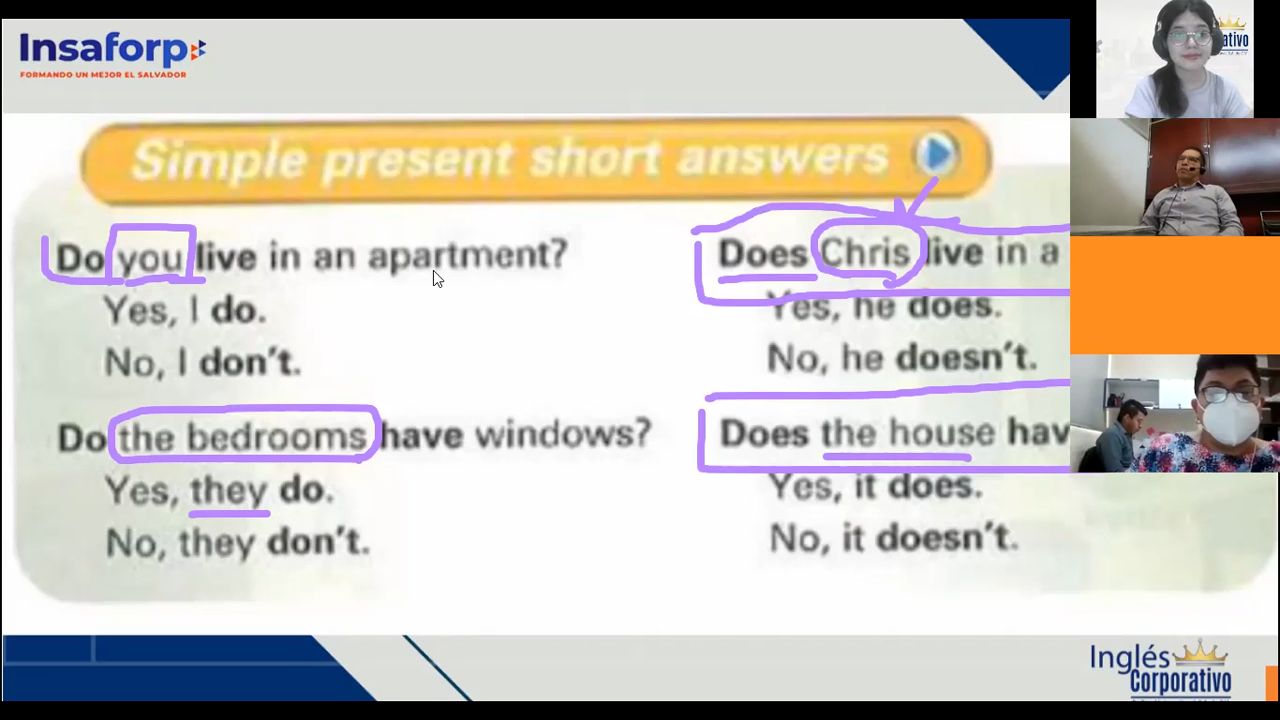 Insaforp
FORMANDO UN MEJOR EL SALVADOR
ativo
Simple present short answers
Do you live in an apartment?
Yes, I do.
No, I don't.
Do the bedrooms have windows?
Yes, they do.
No, they don't.
Does Chris live in a
Yes, he does.
No, he doesn't.
Does the house hav
Yes, it does.
No, it doesn't.
Inglés
Corporativo